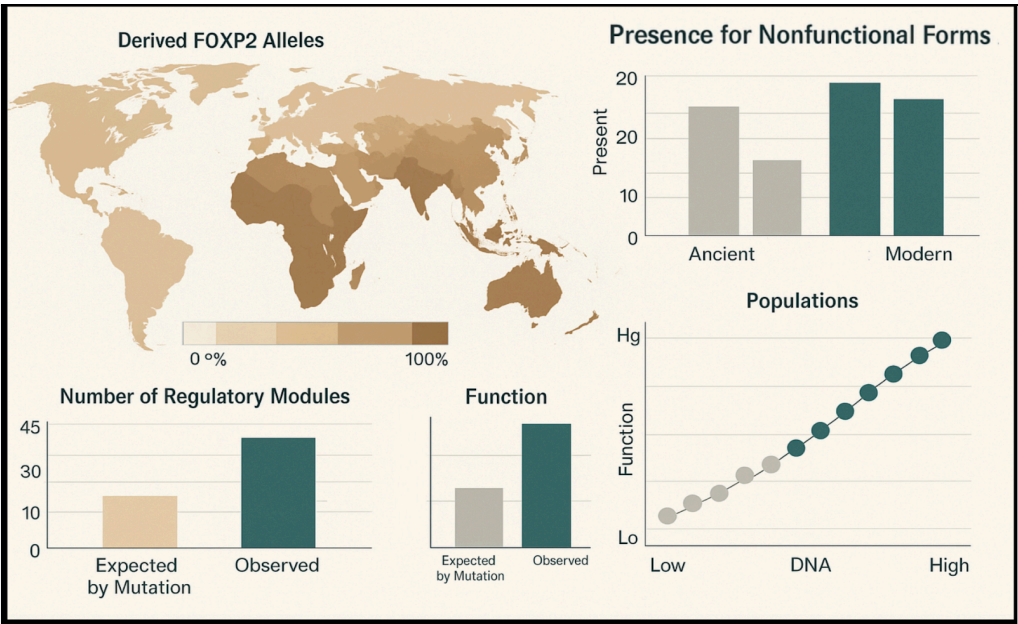 Derived FOXP2 Alleles
0 º%
100%
Presence for Nonfunctional Forms
Present
20
20
10
0
Ancient
Modern
Number of Regulatory Modules
45
30
10
0
Expected
by Mutation
Observed
Function
Expected
by Mutation
Observed
Populations
Function
Hg
Lo
Low
DNA
High